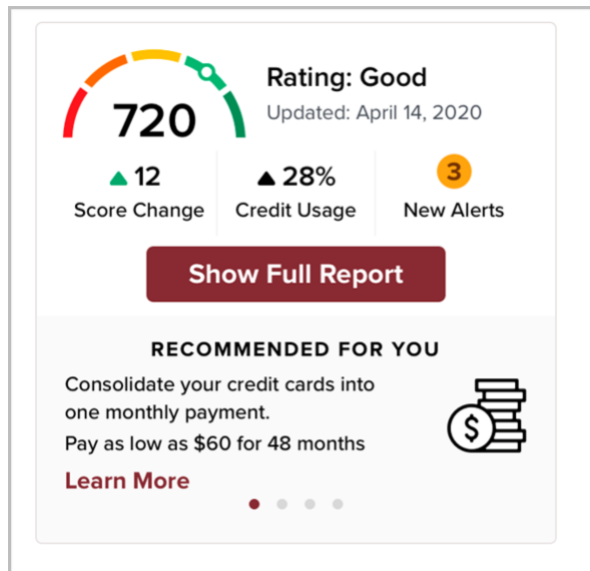 720
Rating: Good
Updated: April 14, 2020
▲ 12
Score Change
▲ 28%
Credit Usage
3
New Alerts
Show Full Report
RECOMMENDED FOR YOU
Consolidate your credit cards into
one monthly payment.
Pay as low as $60 for 48 months
$
Learn More